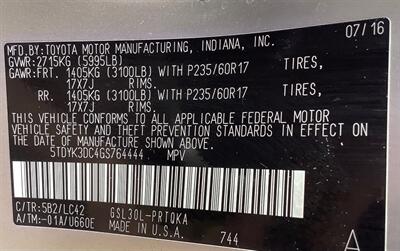 MFD.BY: TOYOTA MOTOR MANUFACTURING, INDIANA, INC. 07/16
GVWR: 2715KG (5995LB)
GAWR: FRT. 1405KG (3100LB) WITH P235/60R17 TIRES,
17X7J RIMS.
RR. 1405KG (3100LB) WITH P235/60R17 TIRES,
17X7J RIMS.
THIS VEHICLE CONFORMS TO ALL APPLICABLE FEDERAL MOTOR
VEHICLE SAFETY AND THEFT PREVENTION STANDARDS IN EFFECT ON
THE DATE OF MANUFACTURE SHOWN ABOVE.
5TDYK3DC4GS764444 MPV
C/TR: 5B2/LC42 GSL30L-PRTQKA
A/TM: -01A/U660E MADE IN USA. 744 A